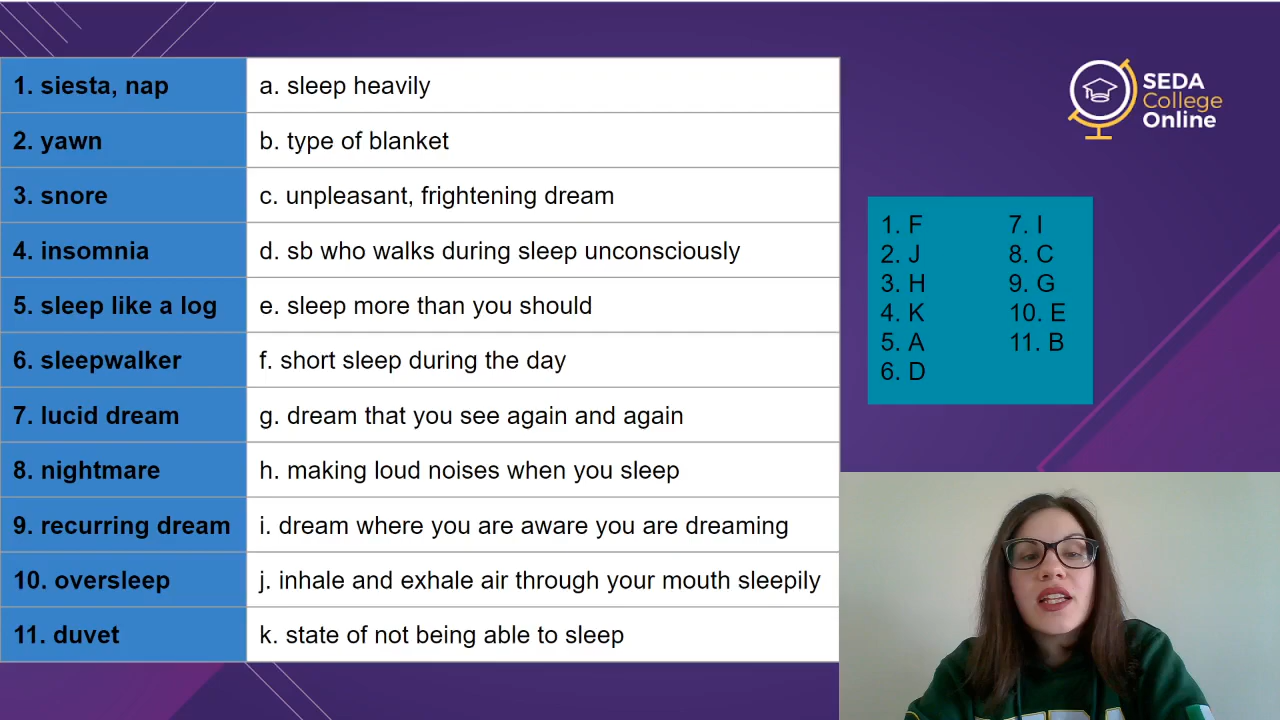 1. siesta, nap
a. sleep heavily
2. yawn
b. type of blanket
3. snore
c. unpleasant, frightening dream
4. insomnia
d. sb who walks during sleep unconsciously
5. sleep like a log
e. sleep more than you should
6. sleepwalker
f. short sleep during the day
7. lucid dream
g. dream that you see again and again
8. nightmare
h. making loud noises when you sleep
9. recurring dream
i. dream where you are aware you are dreaming
10. oversleep
j. inhale and exhale air through your mouth sleepily
11. duvet
k. state of not being able to sleep
SEDA
College
Online
1. F
2. J
3. H
4. K
5. A
6. D
7. I
8. C
9. G
10. E
11. B